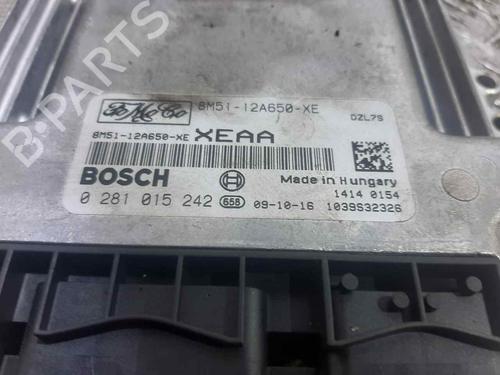 FoMoCo
8M51-12A650-XE
DZL7S
8M51-12A650-XE XEAA
BOSCH
Made in Hungary
1414 0154
0 281 015 242 658 09-10-16 1039S32326
B-PARTS